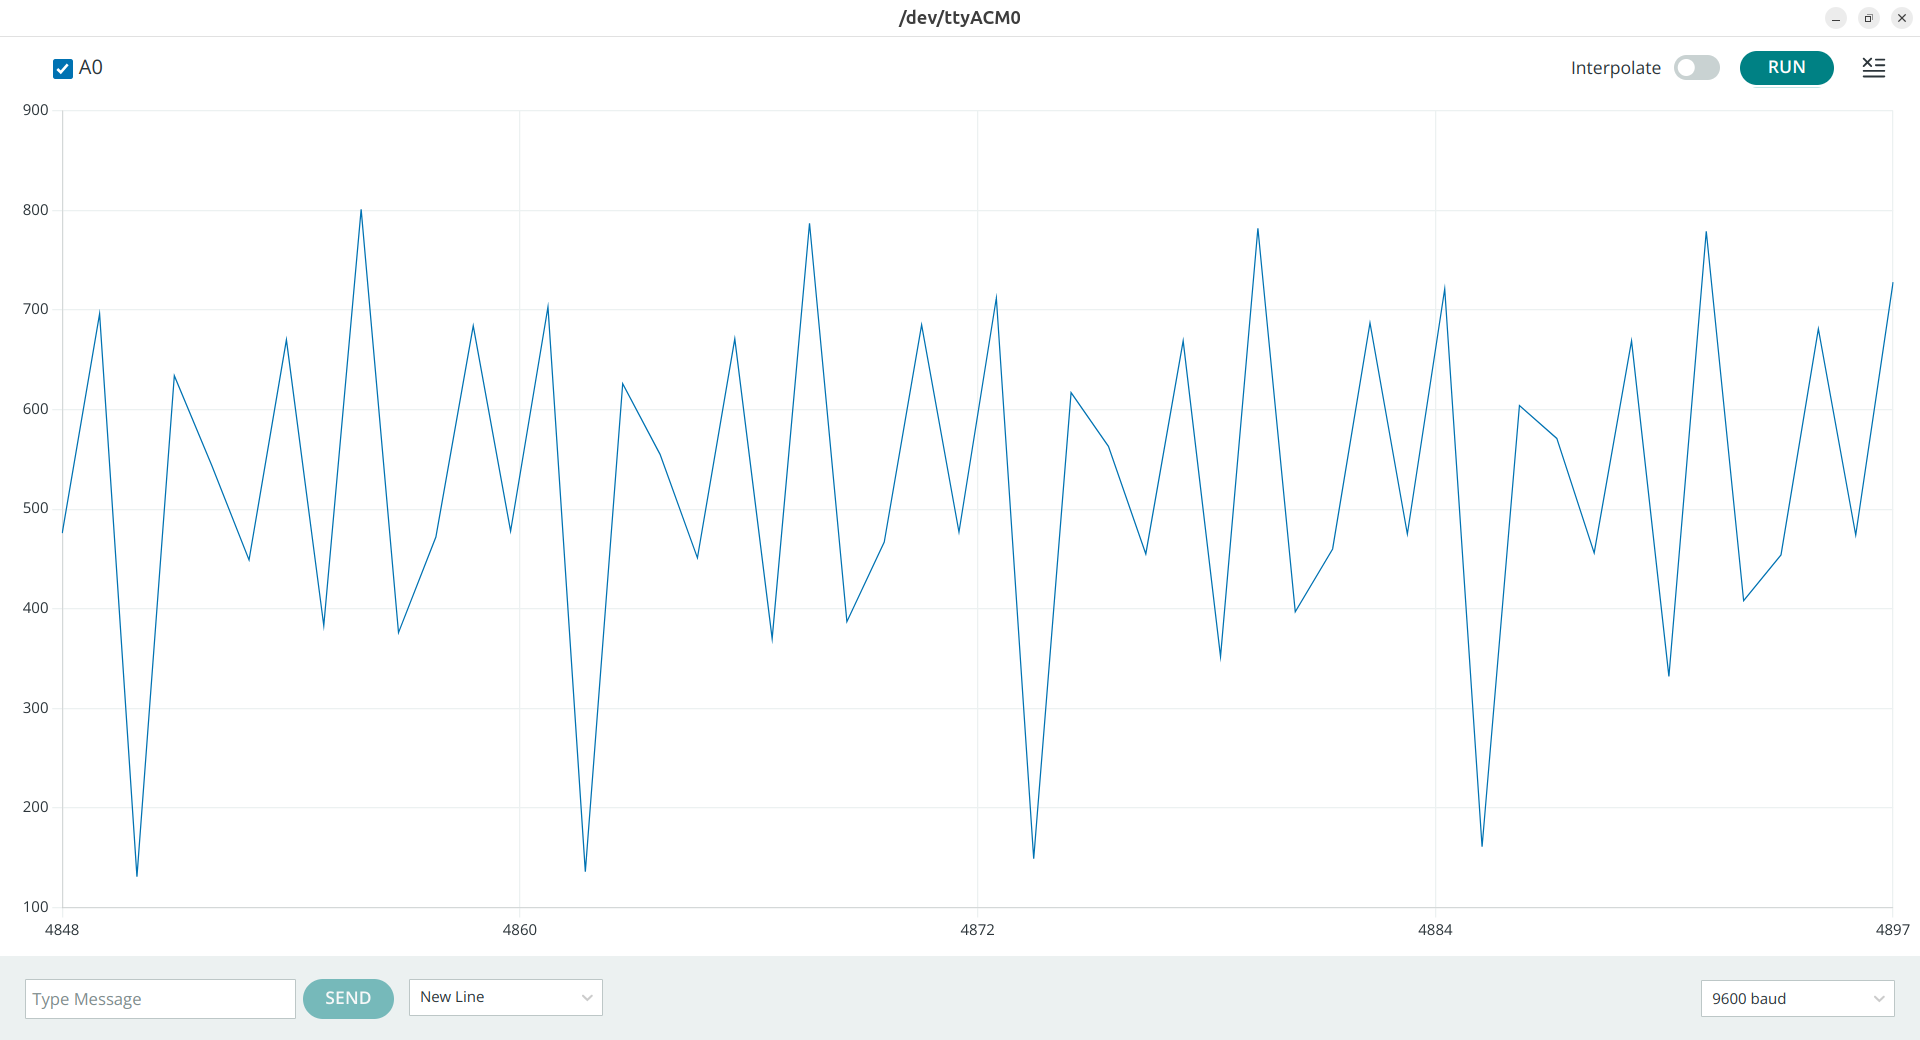 /dev/ttyACM0
A0
Interpolate
RUN
900
800
700
600
500
400
300
200
100
4848 4860 4872 4884 4897
Type Message
SEND
New Line
9600 baud